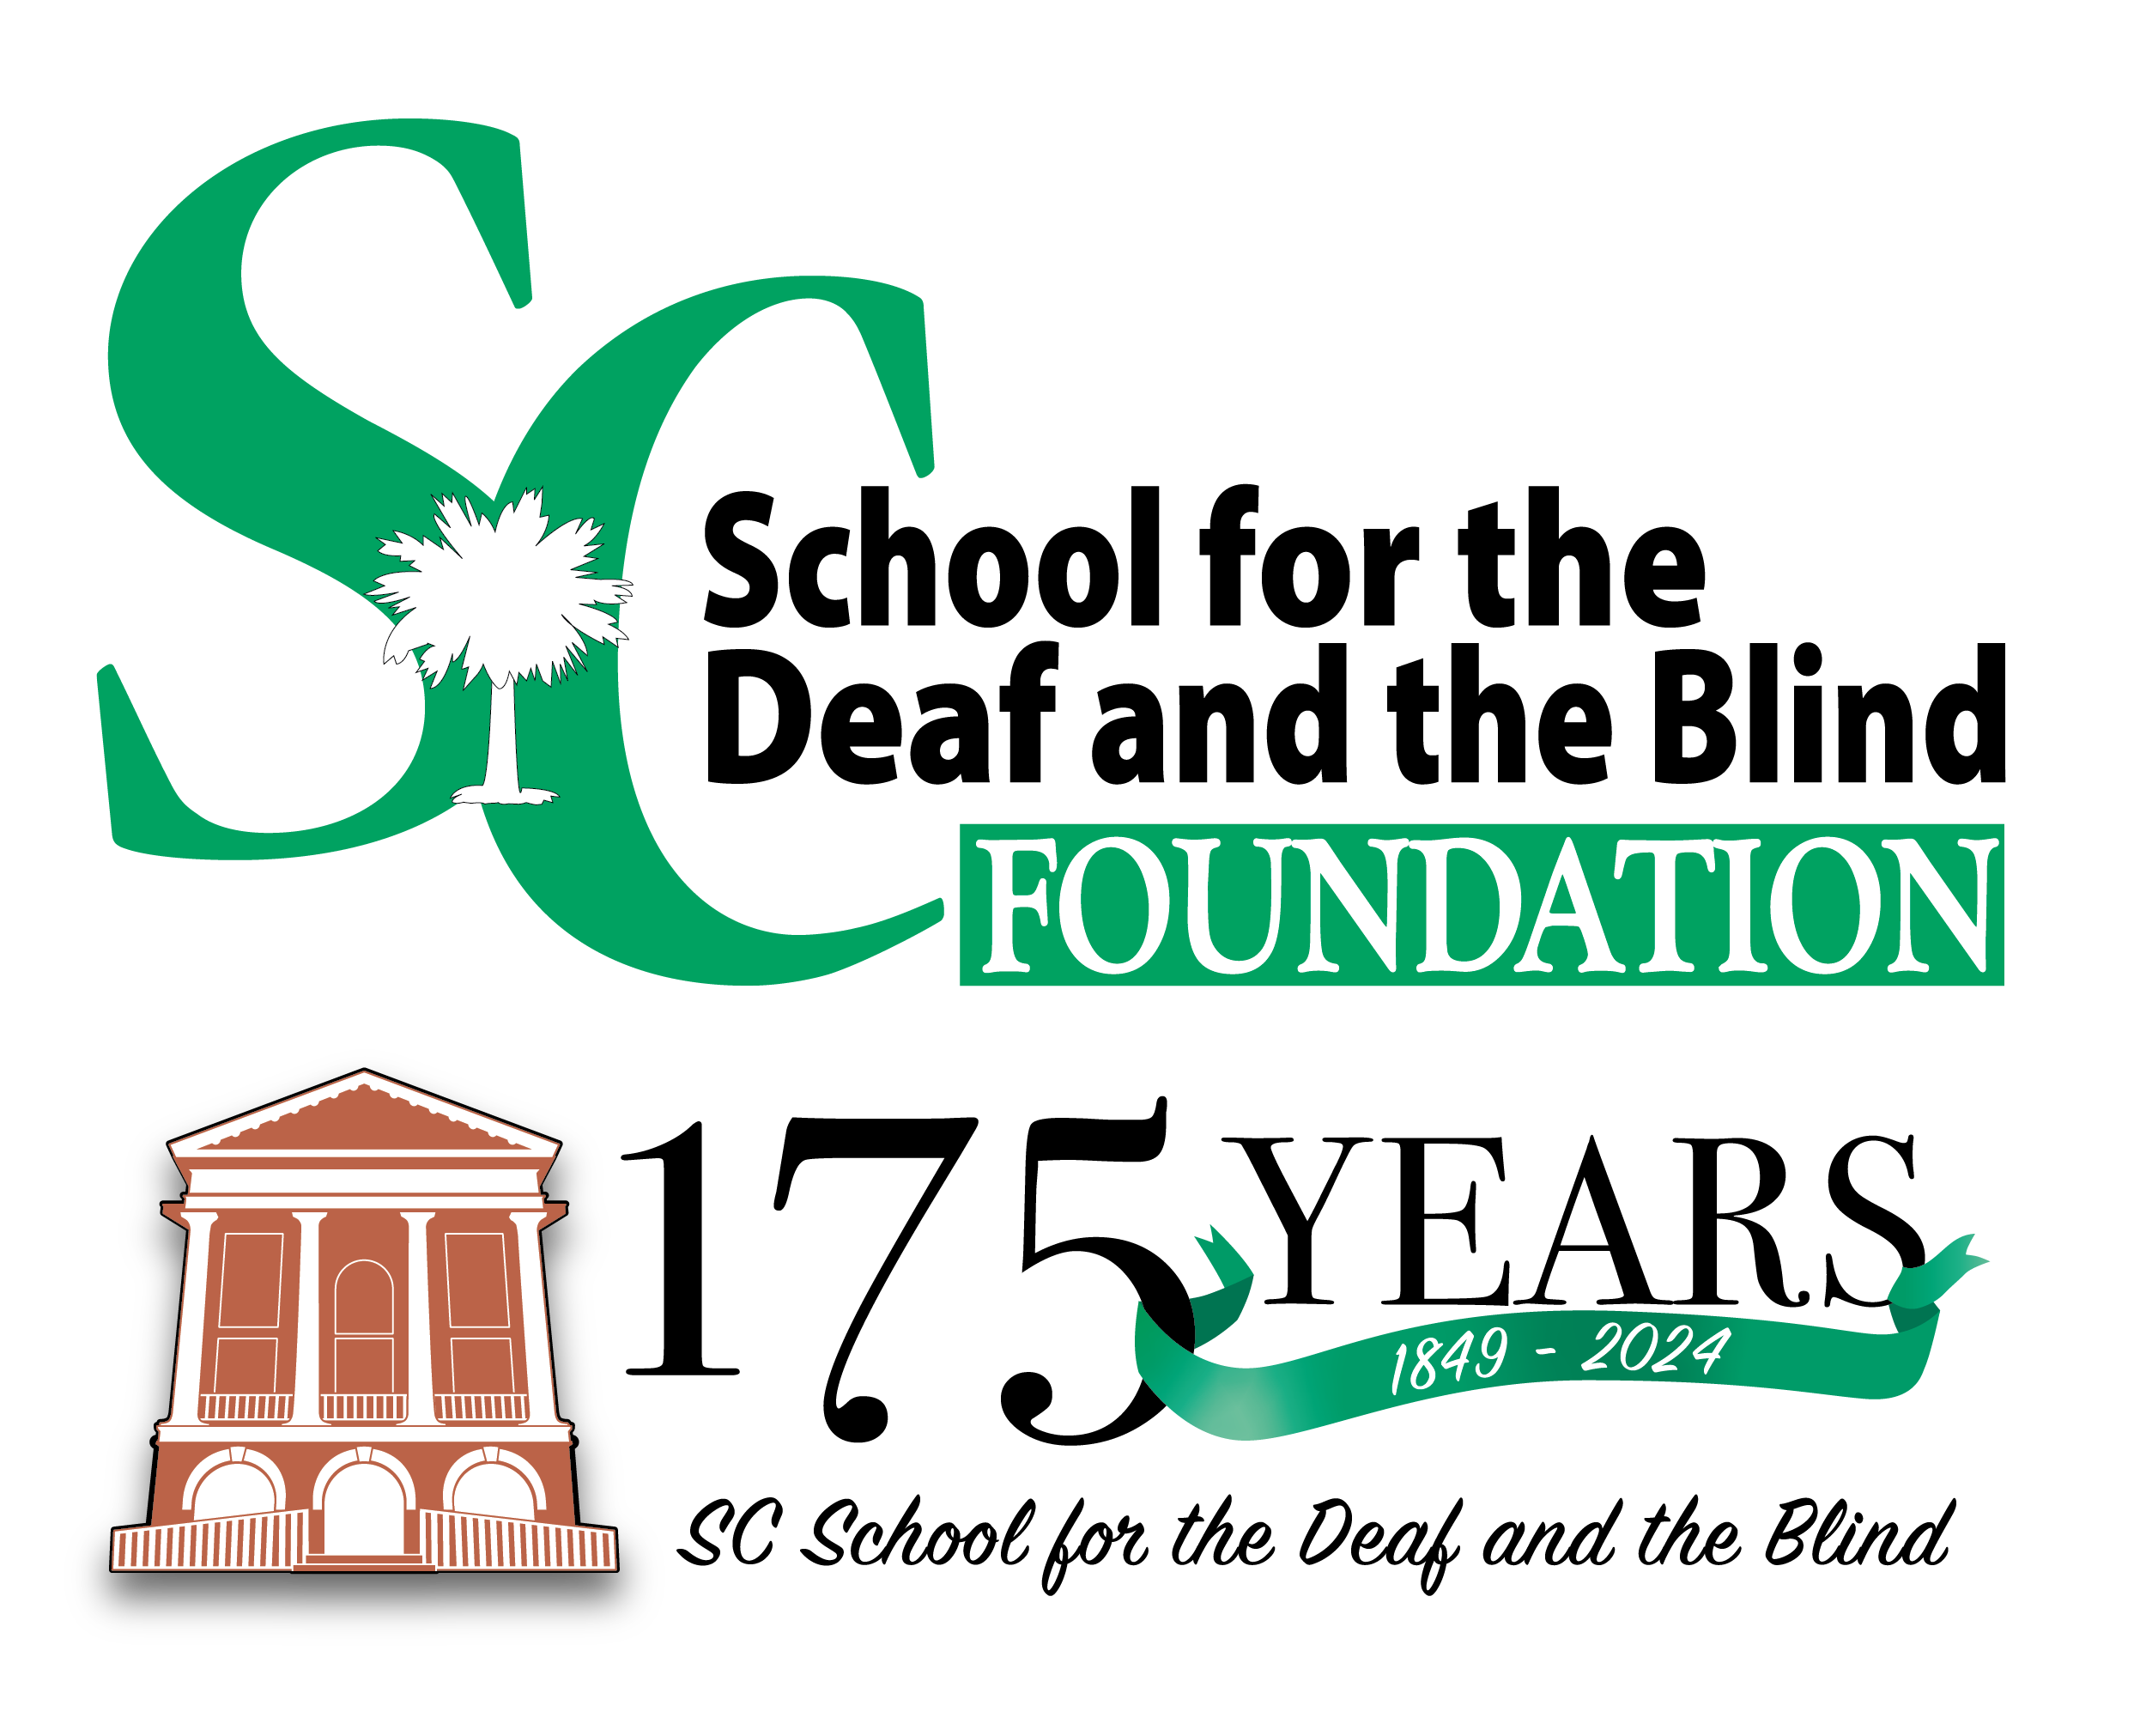 SC
School for the
Deaf and the Blind
FOUNDATION
175 YEARS
1849 - 2024
SC School for the Deaf and the Blind